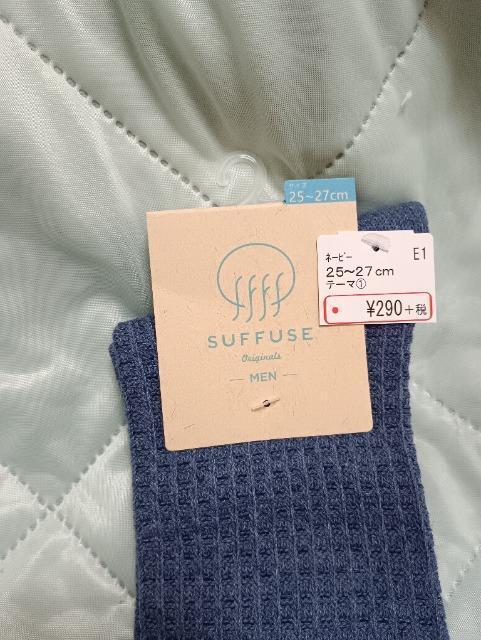 サイズ
25～27cm
SUFFUSE
Originals
MEN
ネービー E1
25～27cm
テーマ①
¥290+税